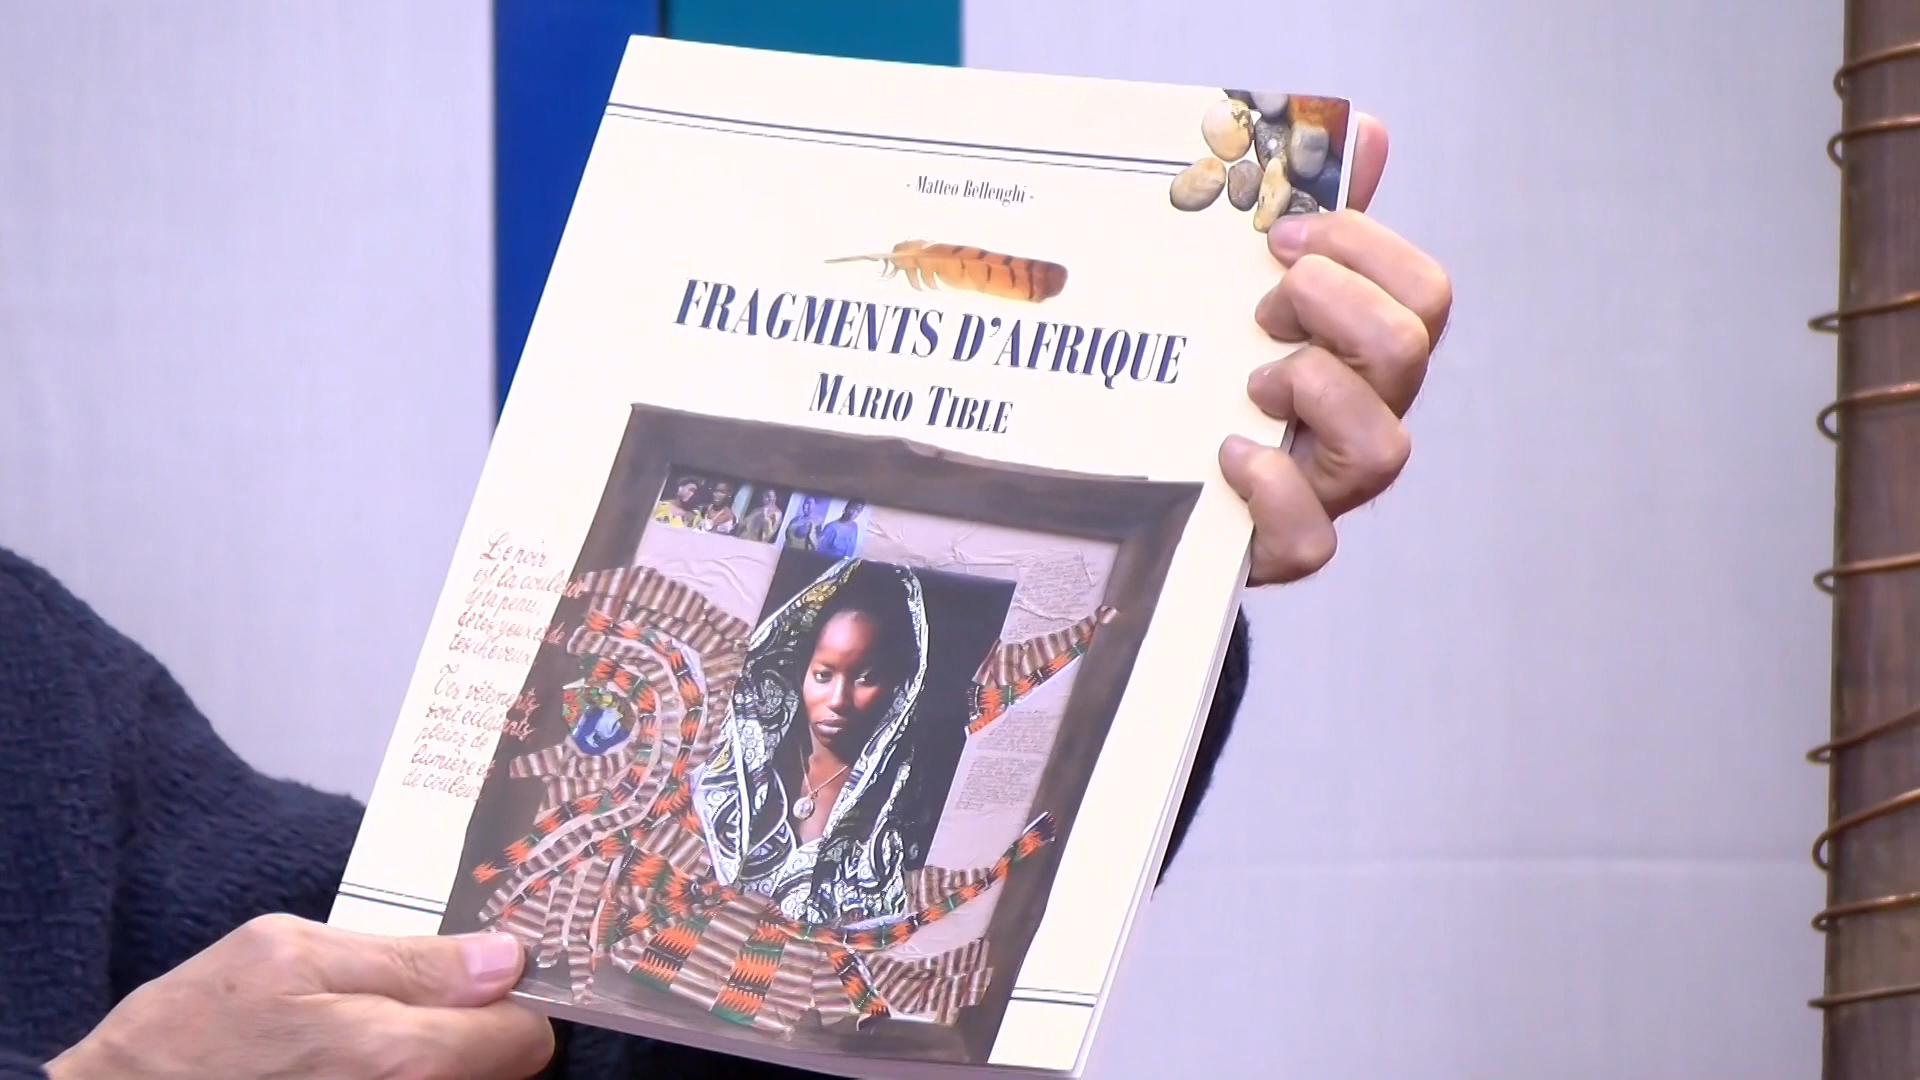 - Matteo Bellenghi -
FRAGMENTS D'AFRIQUE
MARIO TIBLE
Le noir
est la couleur
de ta peau,
de tes yeux et de
tes cheveux.
Tes vêtements
sont éclatants
pleins de
lumière et
de couleur